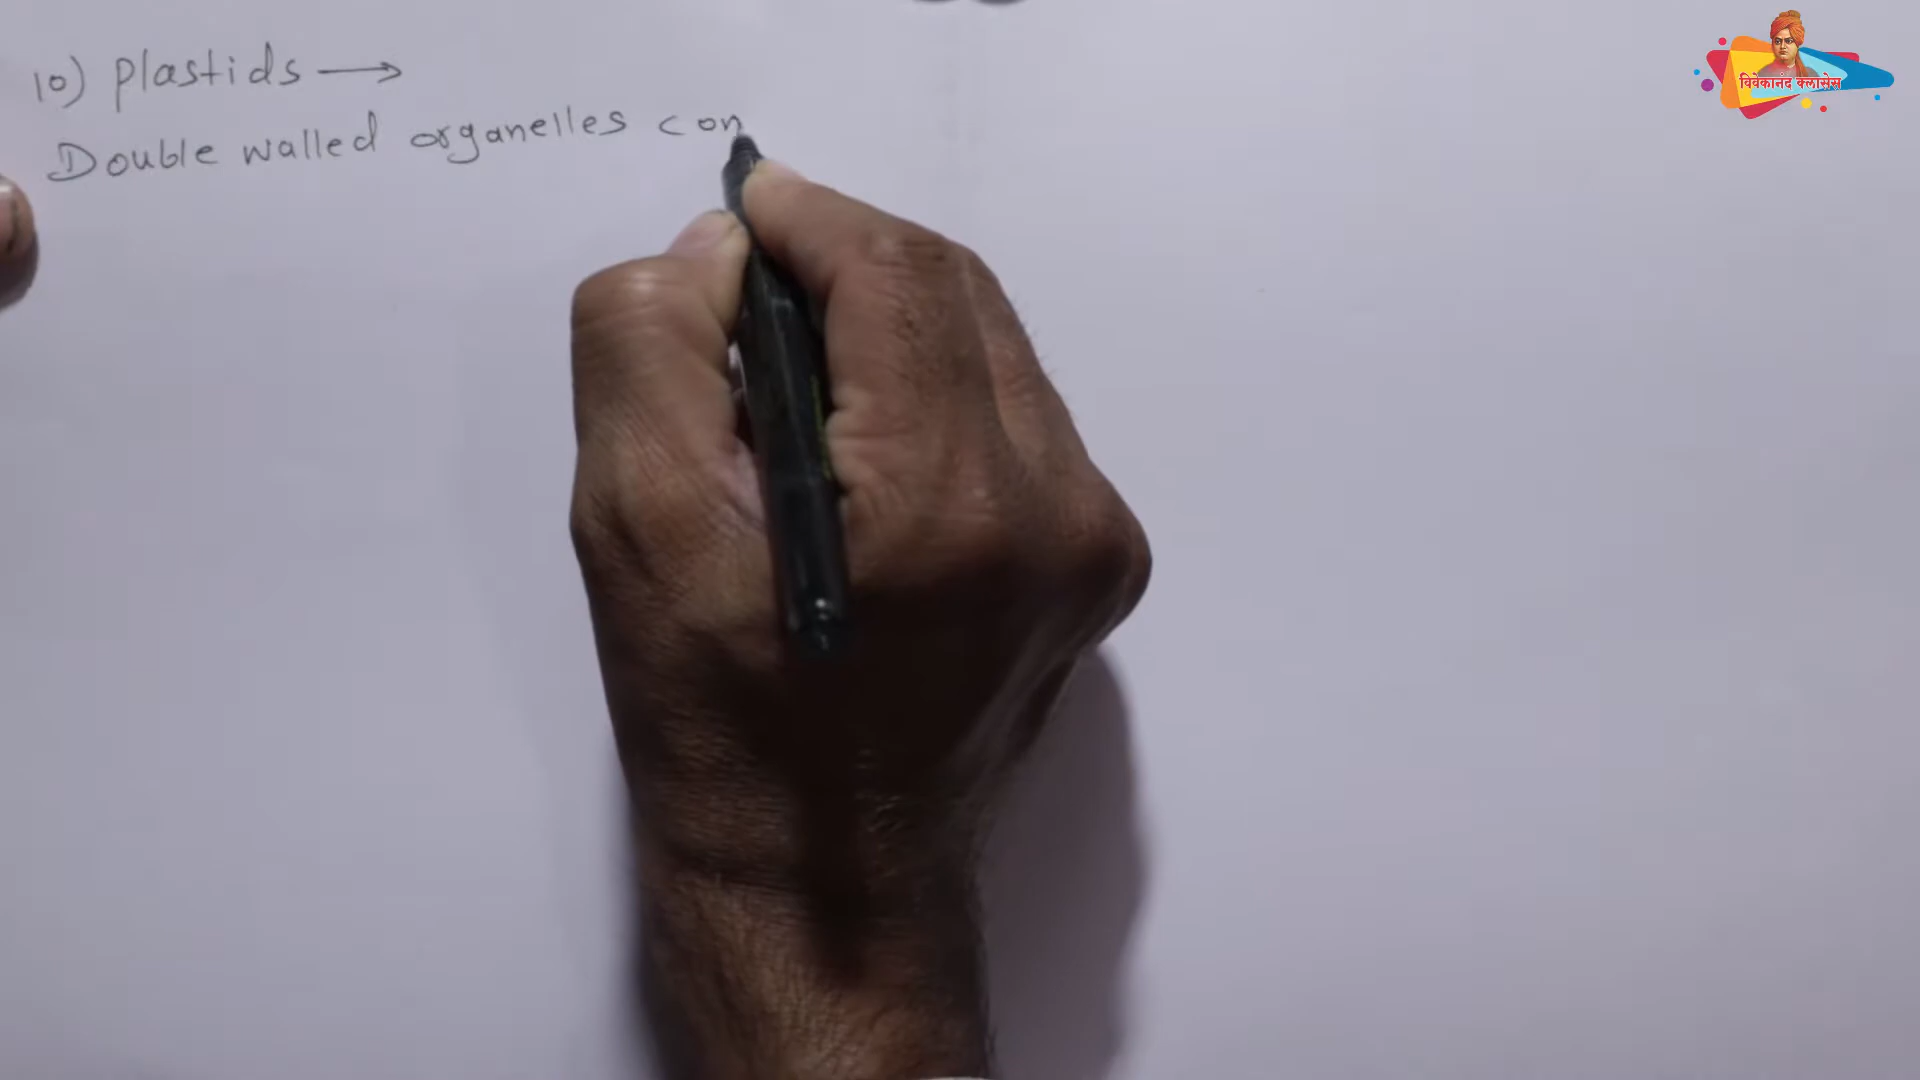 10) plastids →
Double walled organelles con
विवेकानंद क्लासेस